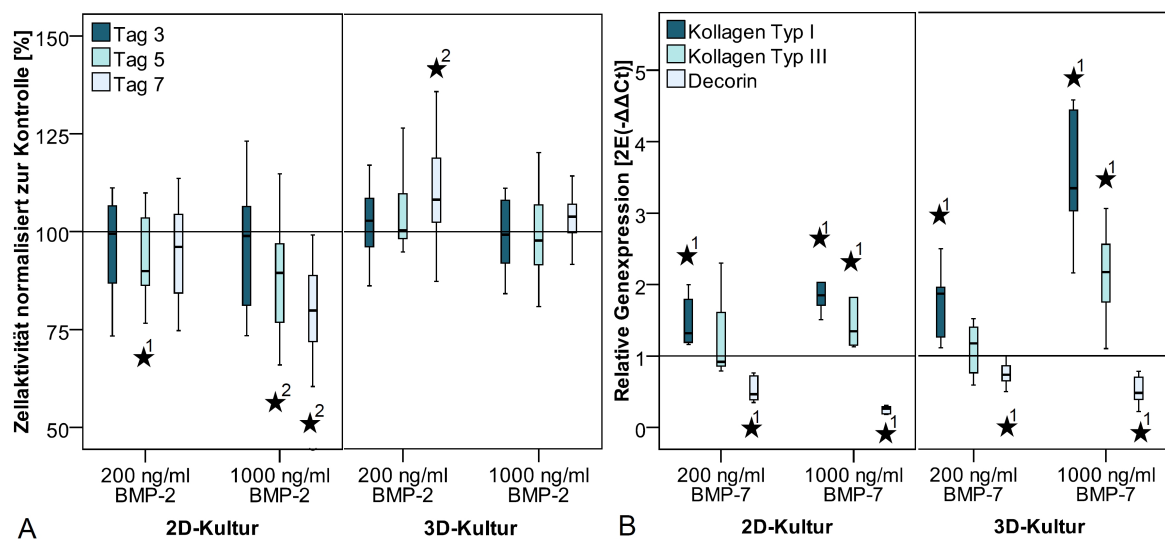 Zellaktivität normalisiert zur Kontrolle [%]
150
125
100
75
50
Tag 3
Tag 5
Tag 7
★1
★2
★2
★2
200 ng/ml
BMP-2
1000 ng/ml
BMP-2
200 ng/ml
BMP-2
1000 ng/ml
BMP-2
A
2D-Kultur
3D-Kultur
Relative Genexpression [2E(-ΔΔCt)]
5
4
3
2
1
0
Kollagen Typ I
Kollagen Typ III
Decorin
★1
★1
★1
★1
★1
★1
★1
★1
★1
★1
200 ng/ml
BMP-7
1000 ng/ml
BMP-7
200 ng/ml
BMP-7
1000 ng/ml
BMP-7
B
2D-Kultur
3D-Kultur